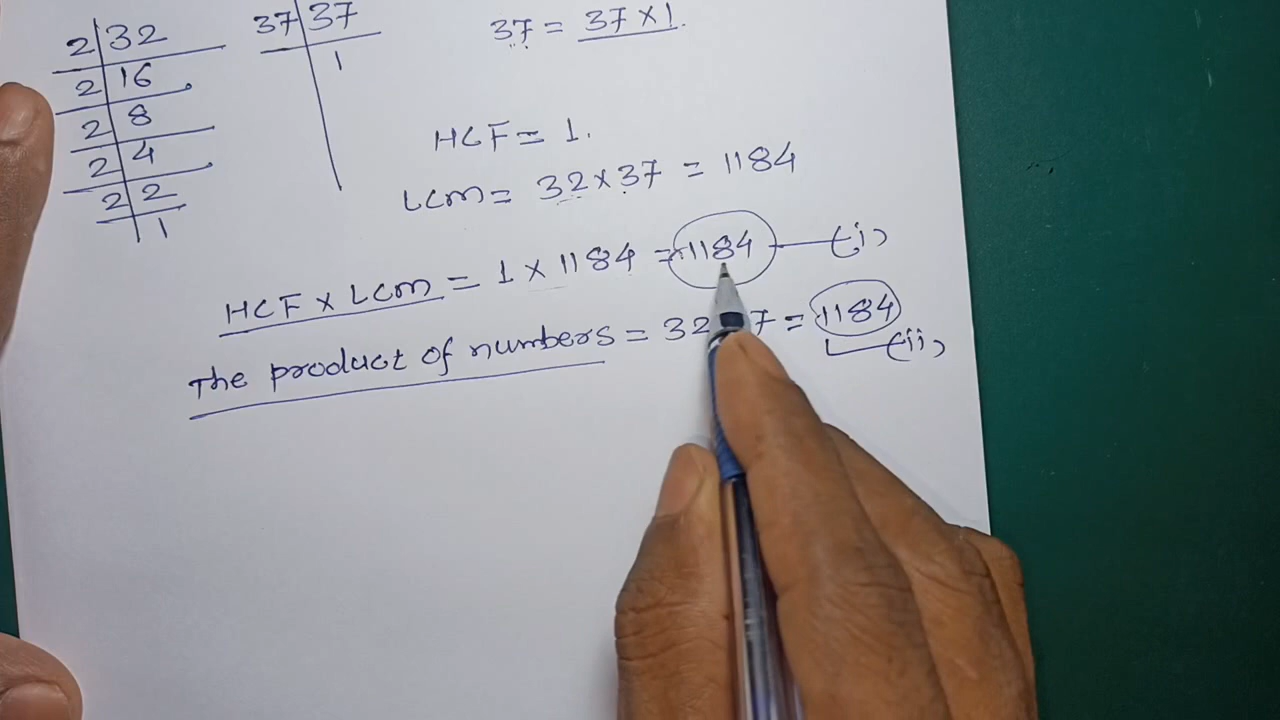 2 32
2 16
2 8
2 4
2 2
1
37 37
1
37 = 37 × 1.
HCF = 1.
LCM = 32 × 37 = 1184
HCF × LCM = 1 × 1184 = 1184 — (i)
The product of numbers = 32 7 = 1184
(ii)